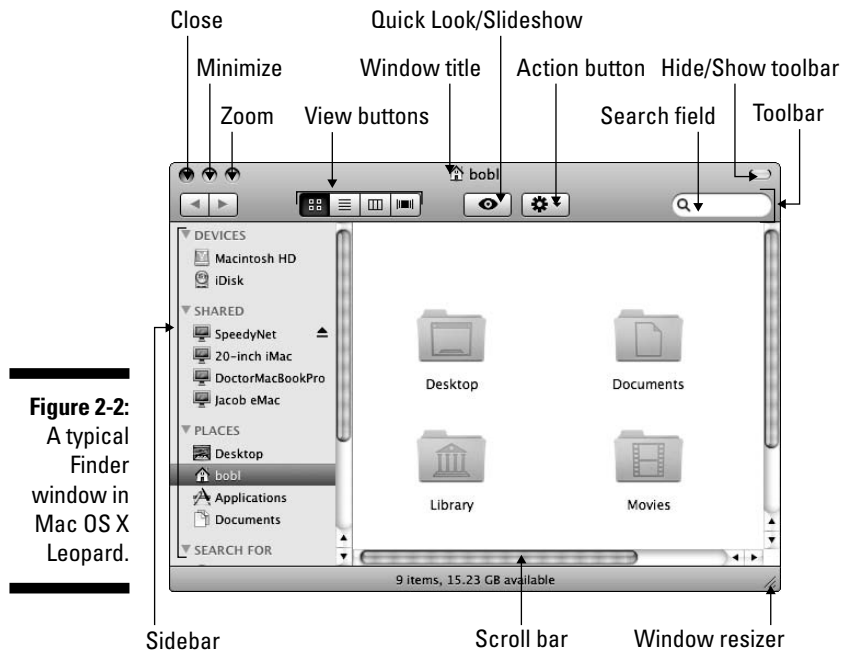 Close
Quick Look/Slideshow
Minimize
Window title
Action button
Hide/Show toolbar
Zoom
View buttons
Search field
Toolbar
bobl
DEVICES
Macintosh HD
iDisk
SHARED
SpeedyNet
20-inch iMac
DoctorMacBookPro
Jacob eMac
PLACES
Desktop
bobl
Applications
Documents
SEARCH FOR
Desktop
Documents
Library
Movies
9 items, 15.23 GB available
Figure 2-2:
A typical
Finder
window in
Mac OS X
Leopard.
Sidebar
Scroll bar
Window resizer